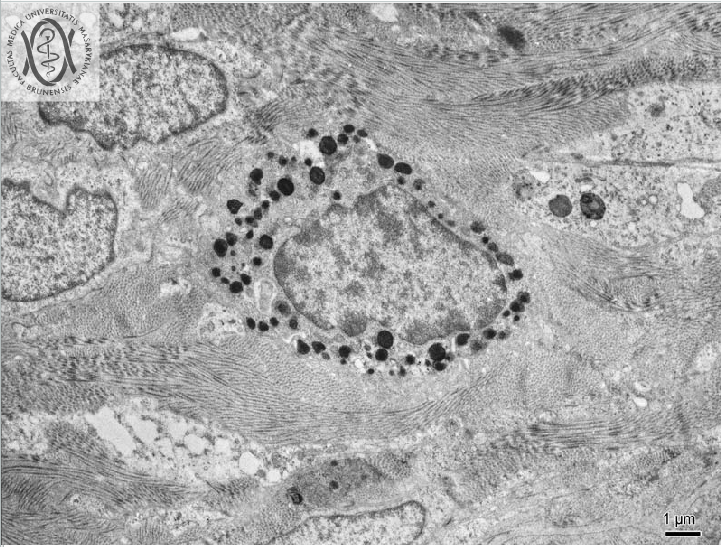 FACULTAS MEDICA UNIVERSITATIS MASARYKIANAE BRUNENSIS
1 µm